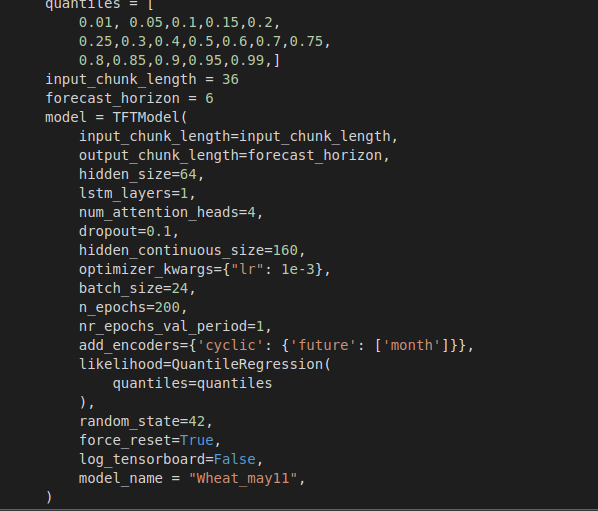 quantiles = [
0.01, 0.05,0.1,0.15,0.2,
0.25,0.3,0.4,0.5,0.6,0.7,0.75,
0.8,0.85,0.9,0.95,0.99,]
input_chunk_length = 36
forecast_horizon = 6
model = TFTModel(
input_chunk_length=input_chunk_length,
output_chunk_length=forecast_horizon,
hidden_size=64,
lstm_layers=1,
num_attention_heads=4,
dropout=0.1,
hidden_continuous_size=160,
optimizer_kwargs={"lr": 1e-3},
batch_size=24,
n_epochs=200,
nr_epochs_val_period=1,
add_encoders={'cyclic': {'future': ['month']}},
likelihood=QuantileRegression(
quantiles=quantiles
),
random_state=42,
force_reset=True,
log_tensorboard=False,
model_name = "Wheat_may11",
)